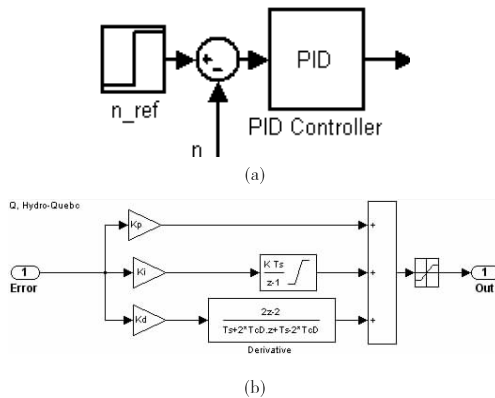 PID
n_ref
PID Controller
n
(a)
Q, Hydro-Quebc
Kp
1
Error
Ki
K Ts
z-1
1
Out
Kd
2z-2
Ts+2*TcD.z+Ts-2*TcD
Derivative
(b)